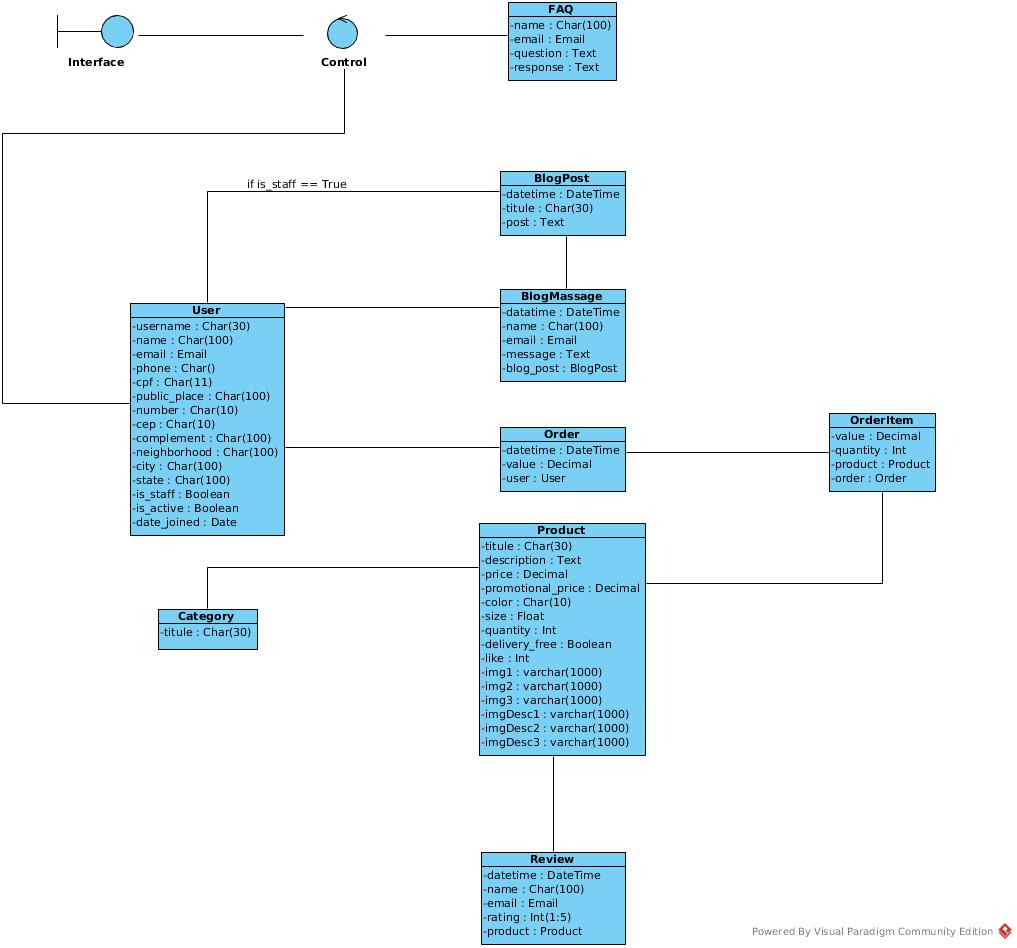 Interface
Control
FAQ
-name : Char(100)
-email : Email
-question : Text
-response : Text
if is_staff == True
BlogPost
-datetime : DateTime
-titule : Char(30)
-post : Text
BlogMassage
-datatime : DateTime
-name : Char(100)
-email : Email
-message : Text
-blog_post : BlogPost
User
-username : Char(30)
-name : Char(100)
-email : Email
-phone : Char()
-cpf : Char(11)
-public_place : Char(100)
-number : Char(10)
-cep : Char(10)
-complement : Char(100)
-neighborhood : Char(100)
-city : Char(100)
-state : Char(100)
-is_staff : Boolean
-is_active : Boolean
-date_joined : Date
Order
-datetime : DateTime
-value : Decimal
-user : User
OrderItem
-value : Decimal
-quantity : Int
-product : Product
-order : Order
Product
-titule : Char(30)
-description : Text
-price : Decimal
-promotional_price : Decimal
-color : Char(10)
-size : Float
-quantity : Int
-delivery_free : Boolean
-like : Int
-img1 : varchar(1000)
-img2 : varchar(1000)
-img3 : varchar(1000)
-imgDesc1 : varchar(1000)
-imgDesc2 : varchar(1000)
-imgDesc3 : varchar(1000)
Category
-titule : Char(30)
Review
-datetime : DateTime
-name : Char(100)
-email : Email
-rating : Int(1:5)
-product : Product
Powered By Visual Paradigm Community Edition